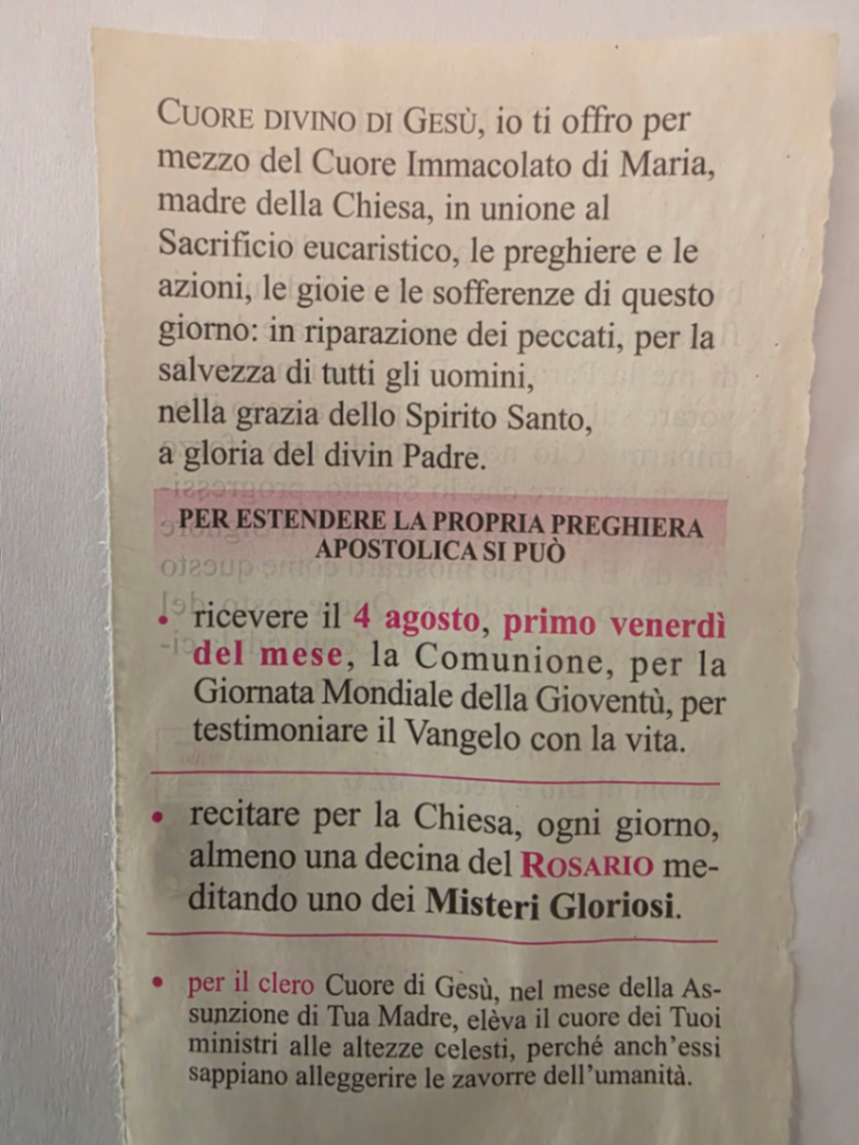 CUORE DIVINO DI GESÙ, io ti offro per
mezzo del Cuore Immacolato di Maria,
madre della Chiesa, in unione al
Sacrificio eucaristico, le preghiere e le
azioni, le gioie e le sofferenze di questo
giorno: in riparazione dei peccati, per la
salvezza di tutti gli uomini,
nella grazia dello Spirito Santo,
a gloria del divin Padre.
PER ESTENDERE LA PROPRIA PREGHIERA
APOSTOLICA SI PUÒ
• ricevere il 4 agosto, primo venerdì
del mese, la Comunione, per la
Giornata Mondiale della Gioventù, per
testimoniare il Vangelo con la vita.
• recitare per la Chiesa, ogni giorno,
almeno una decina del ROSARIO me-
ditando uno dei Misteri Gloriosi.
• per il clero Cuore di Gesù, nel mese della As-
sunzione di Tua Madre, elèva il cuore dei Tuoi
ministri alle altezze celesti, perché anch'essi
sappiano alleggerire le zavorre dell'umanità.